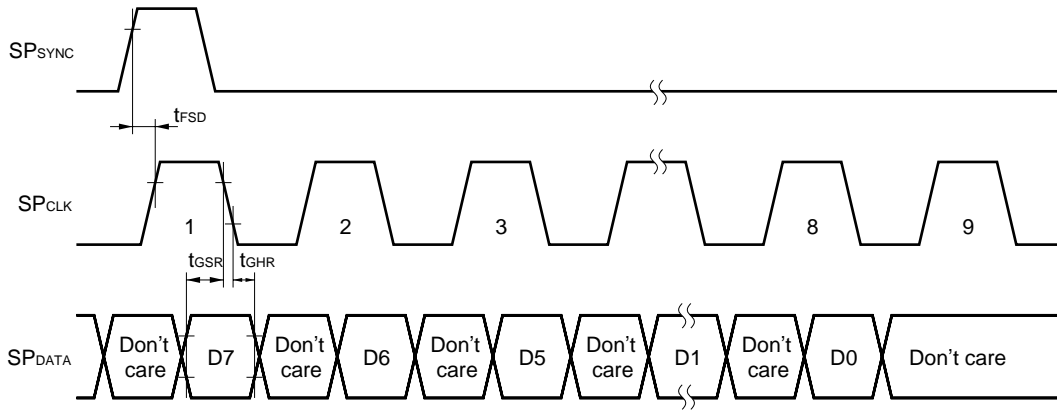 SPSYNC
tFSD
SPCLK
1 2 3 8 9
tGSR tGHR
SPDATA
Don't care D7 Don't care D6 Don't care D5 Don't care D1 Don't care D0 Don't care